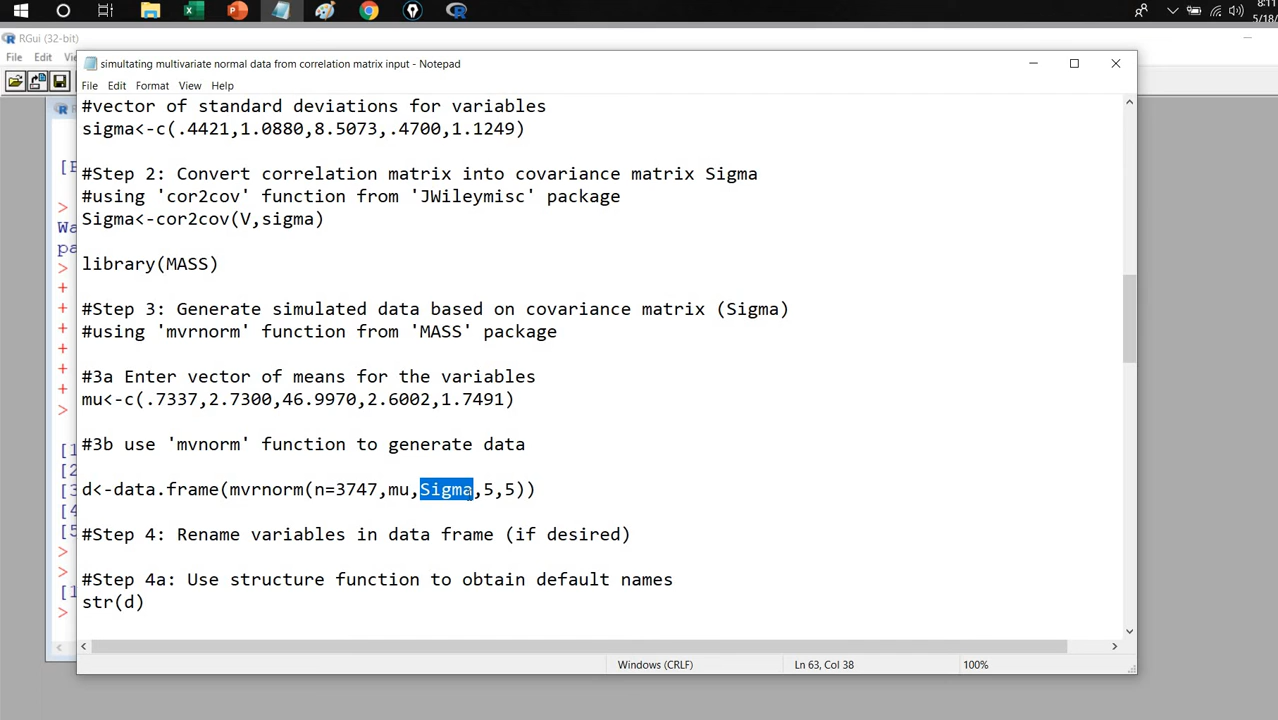 8:11
5/18/
RGui (32-bit)
File Edit Vi
simultating multivariate normal data from correlation matrix input - Notepad
File Edit Format View Help
#vector of standard deviations for variables
sigma<-c(.4421,1.0880,8.5073,.4700,1.1249)
#Step 2: Convert correlation matrix into covariance matrix Sigma
#using 'cor2cov' function from 'JWileymisc' package
Sigma<-cor2cov(V,sigma)
library(MASS)
#Step 3: Generate simulated data based on covariance matrix (Sigma)
#using 'mvrnorm' function from 'MASS' package
#3a Enter vector of means for the variables
mu<-c(.7337,2.7300,46.9970,2.6002,1.7491)
#3b use 'mvnorm' function to generate data
d<-data.frame(mvrnorm(n=3747,mu,Sigma,5,5))
#Step 4: Rename variables in data frame (if desired)
#Step 4a: Use structure function to obtain default names
str(d)
Windows (CRLF) Ln 63, Col 38 100%